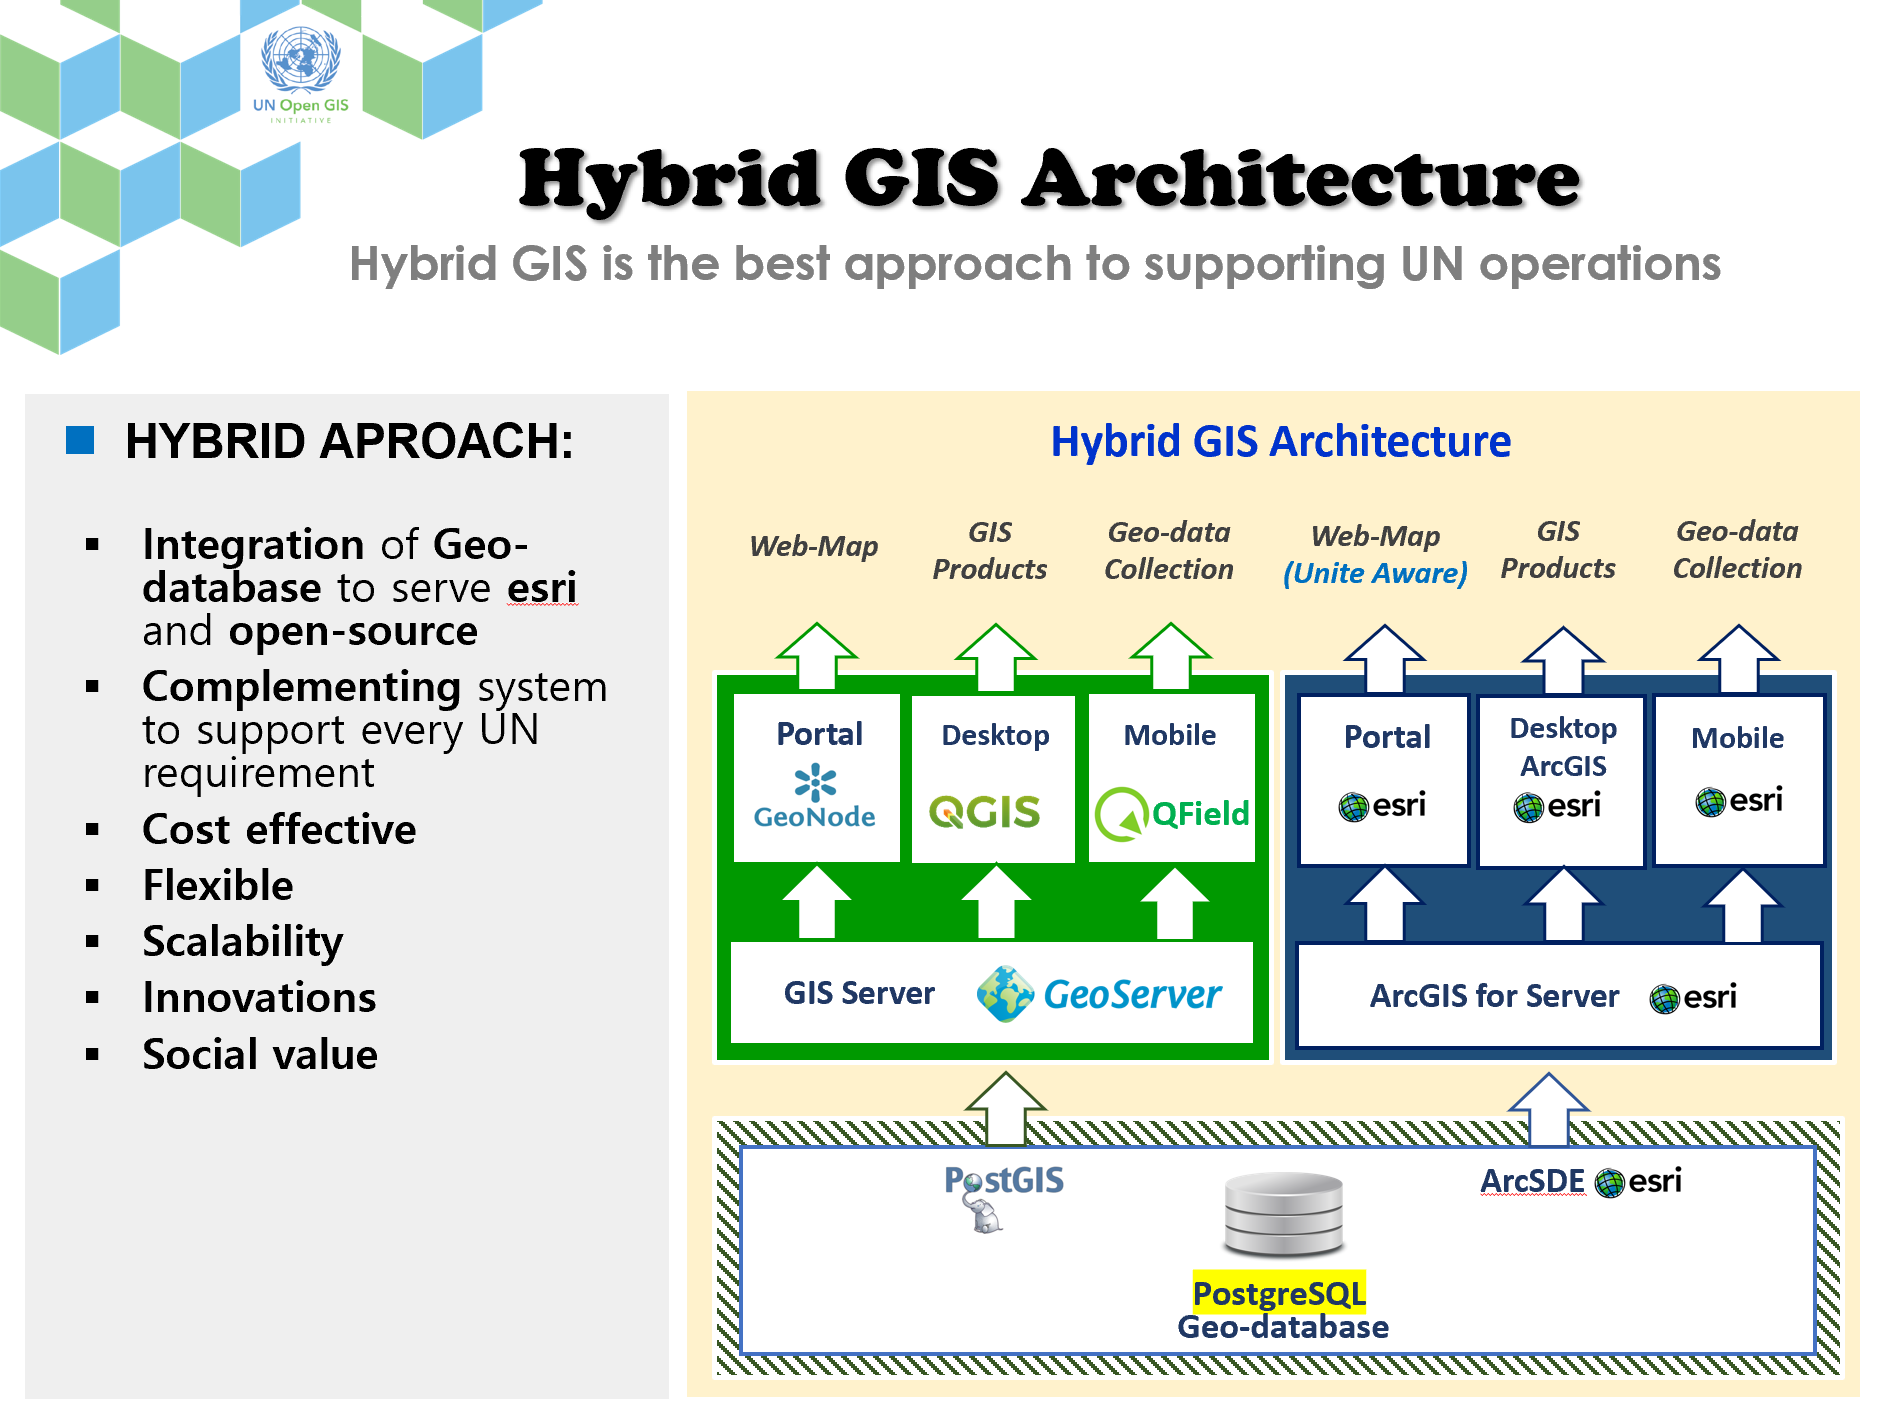 UN Open GIS
INITIATIVE
Hybrid GIS Architecture
Hybrid GIS is the best approach to supporting UN operations
HYBRID APROACH:
Integration of Geo-
database to serve esri
and open-source
Complementing system
to support every UN
requirement
Cost effective
Flexible
Scalability
Innovations
Social value
Hybrid GIS Architecture
Web-Map
GIS
Products
Geo-data
Collection
Web-Map
(Unite Aware)
GIS
Products
Geo-data
Collection
Portal
GeoNode
Desktop
QGIS
Mobile
QField
Portal
esri
Desktop
ArcGIS
esri
Mobile
esri
GIS Server GeoServer
ArcGIS for Server esri
PostGIS
ArcSDE esri
PostgreSQL
Geo-database